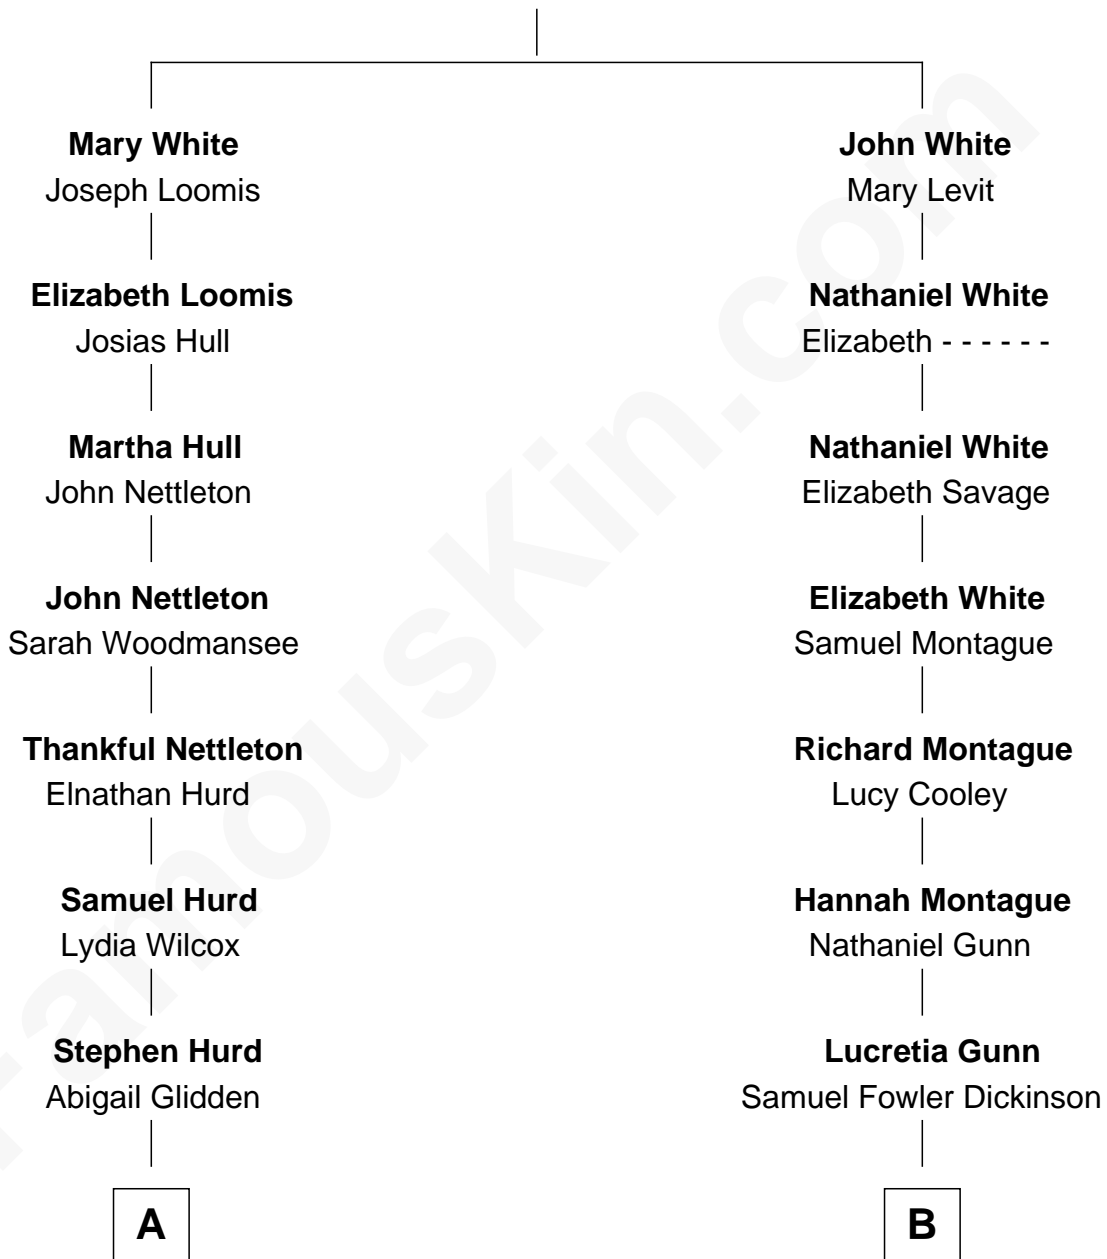 Mary White
Joseph Loomis
Elizabeth Loomis
Josias Hull
Martha Hull
John Nettleton
John Nettleton
Sarah Woodmansee
Thankful Nettleton
Elnathan Hurd
Samuel Hurd
Lydia Wilcox
Stephen Hurd
Abigail Glidden
A
John White
Mary Levit
Nathaniel White
Elizabeth - - - - - -
Nathaniel White
Elizabeth Savage
Elizabeth White
Samuel Montague
Richard Montague
Lucy Cooley
Hannah Montague
Nathaniel Gunn
Lucretia Gunn
Samuel Fowler Dickinson
B
FamousKin.com